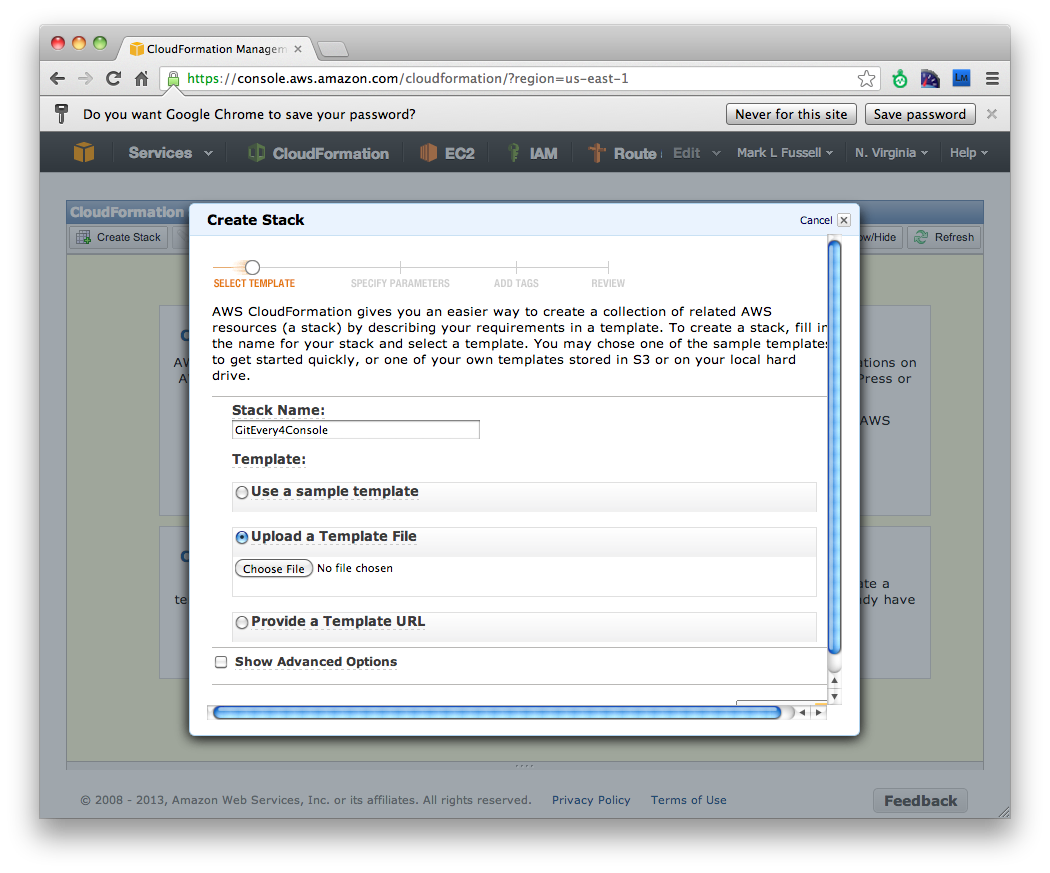 CloudFormation Managem
https://console.aws.amazon.com/cloudformation/?region=us-east-1
LM
Do you want Google Chrome to save your password?
Never for this site
Save password
Services
CloudFormation
EC2
IAM
Route
Edit
Mark L Fussell
N. Virginia
Help
CloudFormation
Create Stack
w/Hide
Refresh
Create Stack
Cancel
SELECT TEMPLATE
SPECIFY PARAMETERS
ADD TAGS
REVIEW
AWS CloudFormation gives you an easier way to create a collection of related AWS
resources (a stack) by describing your requirements in a template. To create a stack, fill in
the name for your stack and select a template. You may chose one of the sample templates
to get started quickly, or one of your own templates stored in S3 or on your local hard
drive.
Stack Name:
GitEvery4Console
Template:
Use a sample template
Upload a Template File
Choose File
No file chosen
Provide a Template URL
Show Advanced Options
C
AW
A
tions on
Press or
AWS
C
te
ate a
dy have
© 2008 - 2013, Amazon Web Services, Inc. or its affiliates. All rights reserved.
Privacy Policy
Terms of Use
Feedback